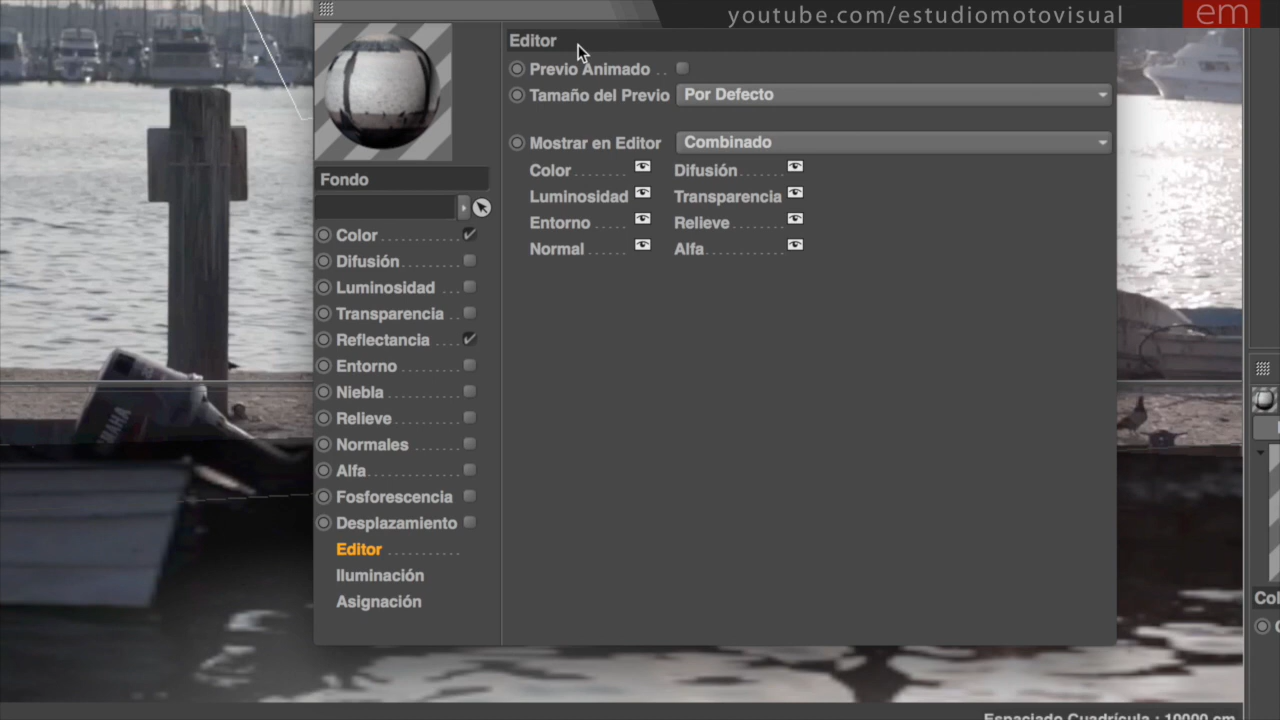 youtube.com/estudiomotovisual
em
Editor
Previo Animado
Tamaño del Previo Por Defecto
Mostrar en Editor Combinado
Color Difusión
Luminosidad Transparencia
Entorno Relieve
Normal Alfa
Fondo
Color
Difusión
Luminosidad
Transparencia
Reflectancia
Entorno
Niebla
Relieve
Normales
Alfa
Fosforescencia
Desplazamiento
Editor
Iluminación
Asignación
YAMAHA
Col
Espaciado Cuadrícula : 10000 cm